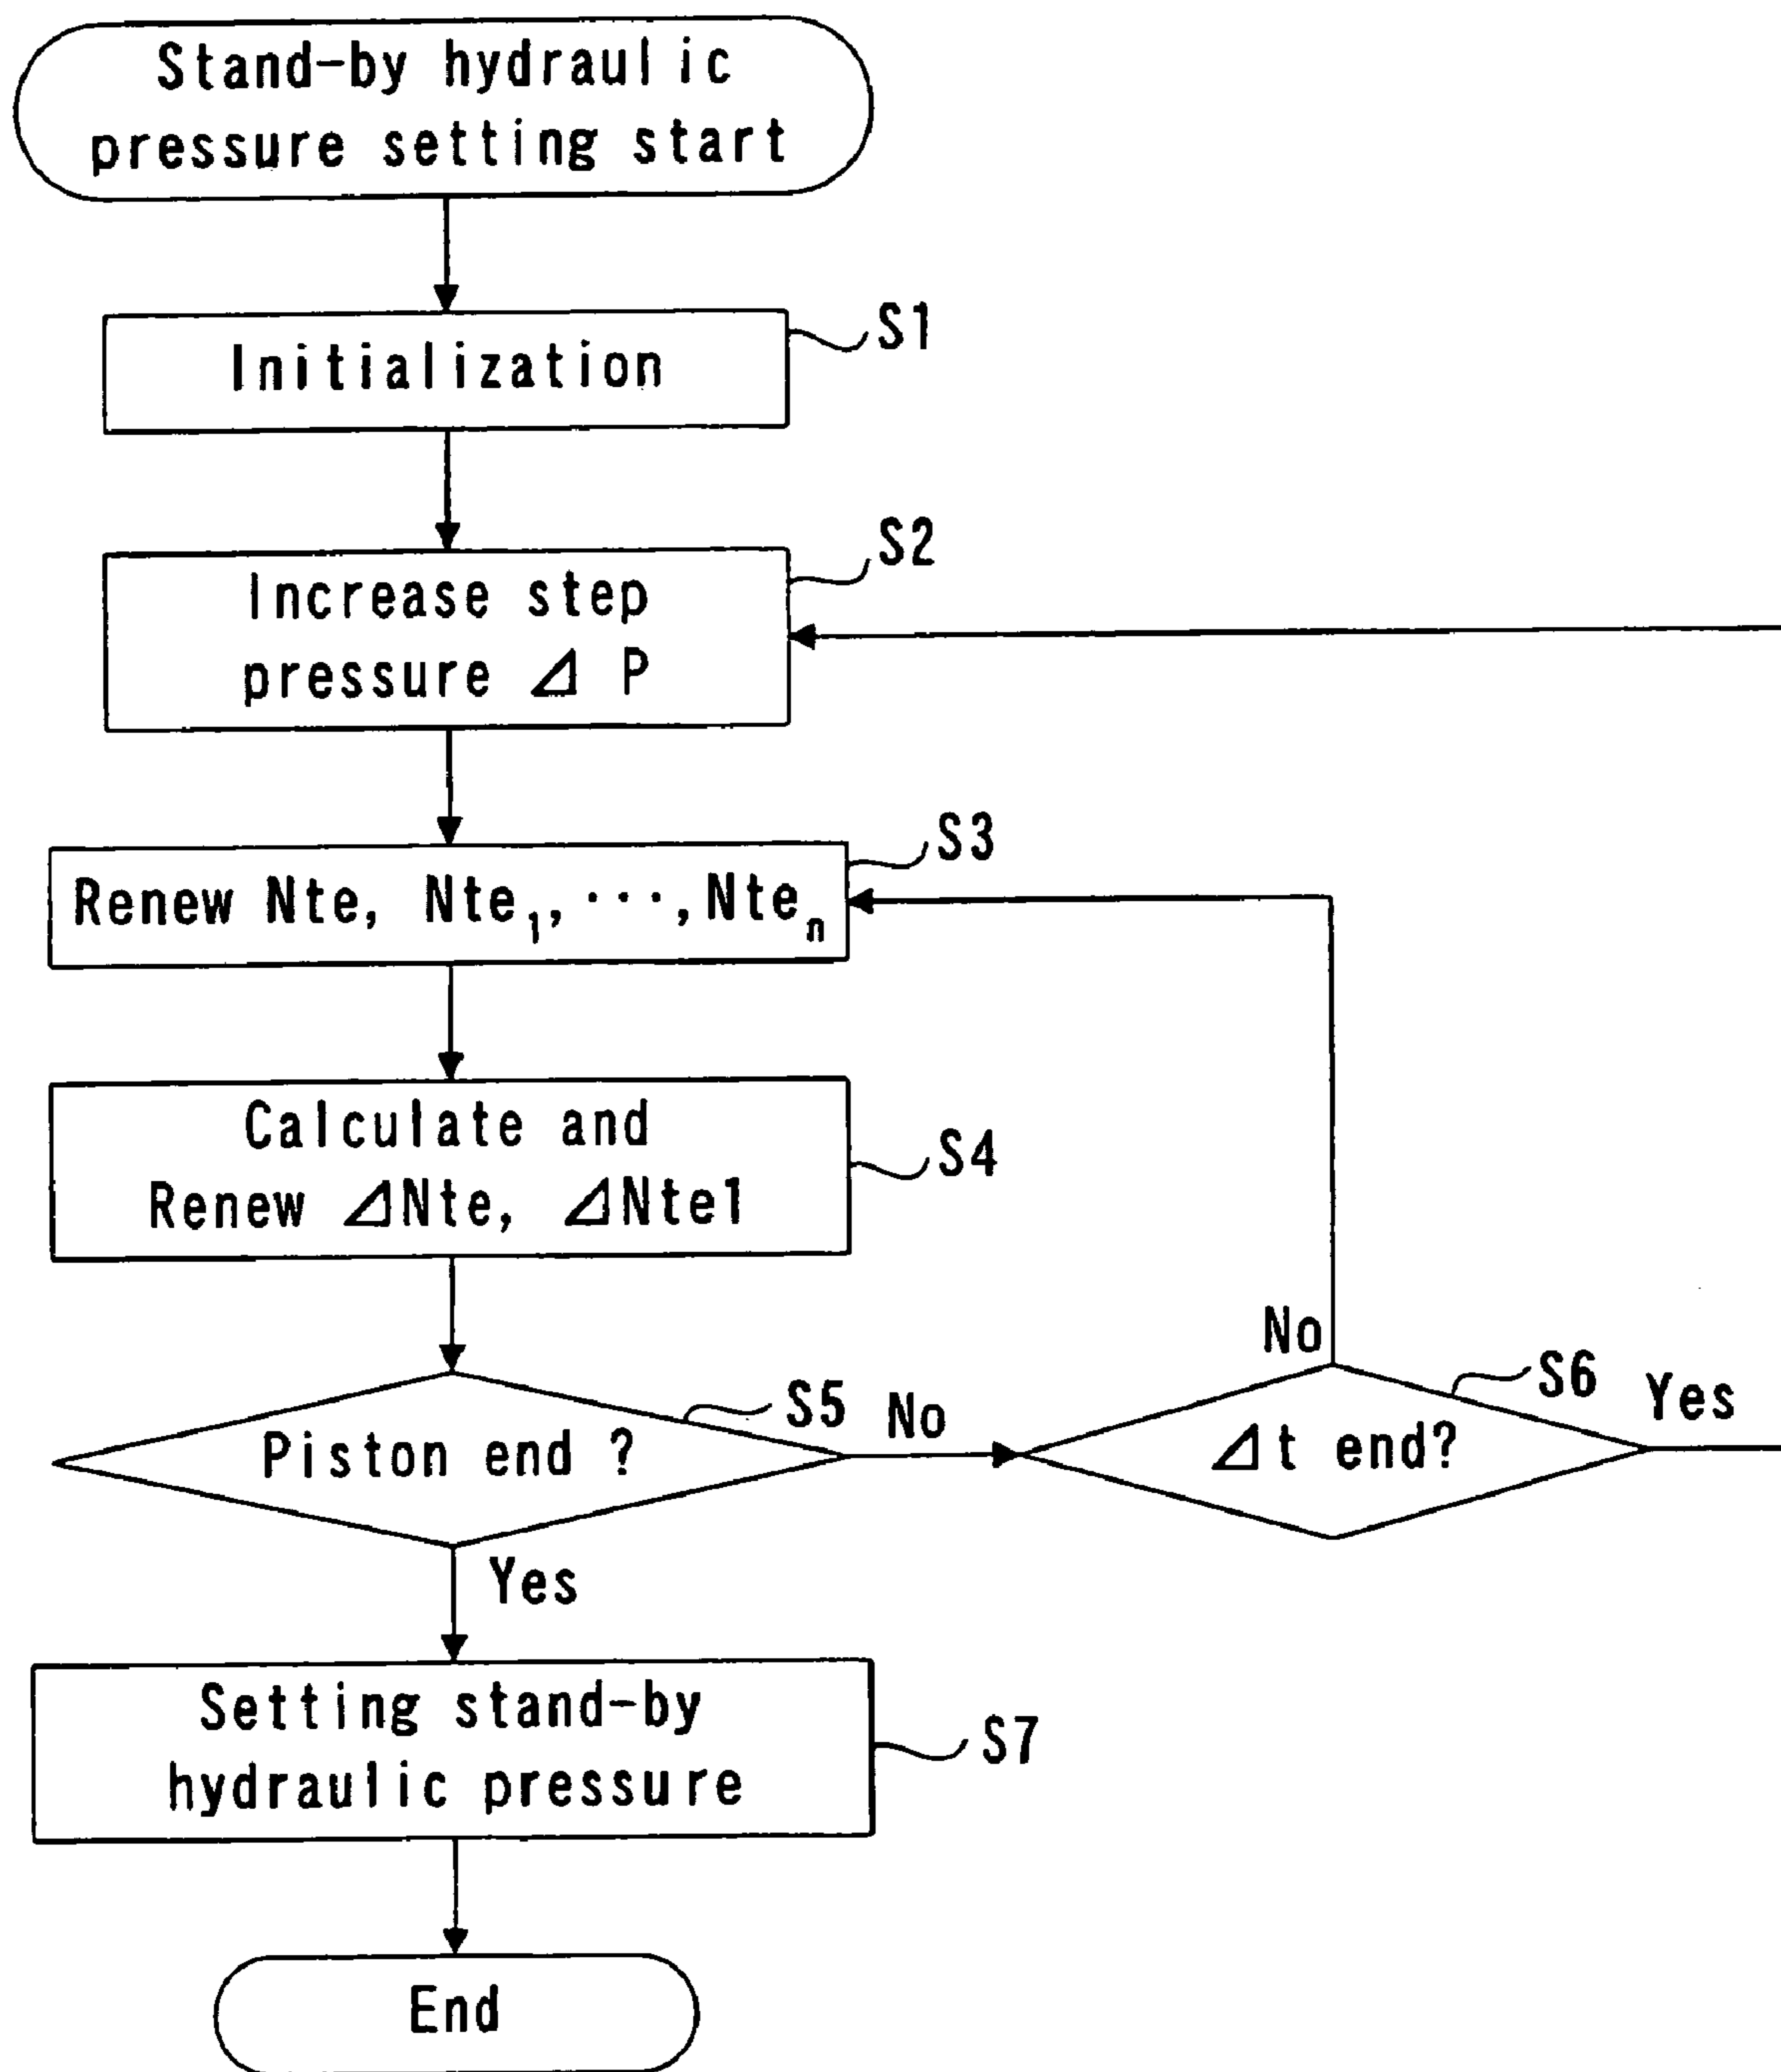 Stand-by hydraulic
pressure setting start
S1
Initialization
S2
Increase step
pressure ⊿ P
S3
Renew Nte, Nte₁, ···, Nteₙ
Calculate and
Renew ⊿Nte, ⊿Nte1
S4
No
S6
Yes
S5
No
Piston end ?
⊿t end?
Yes
Setting stand-by
hydraulic pressure
S7
End